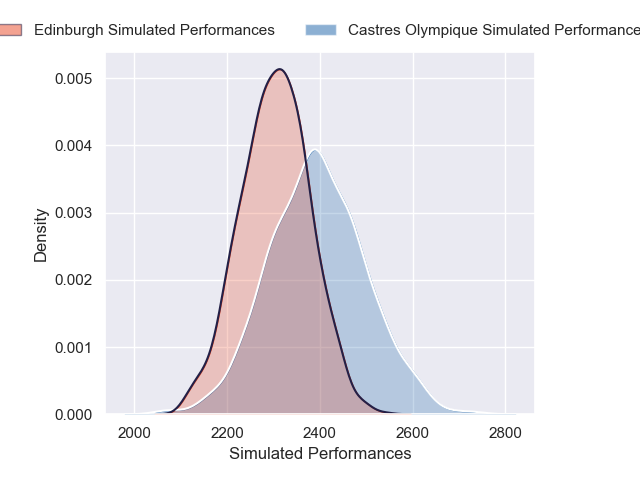 Edinburgh Simulated Performances
Castres Olympique Simulated Performance
0.005
0.004
0.003
0.002
0.001
0.000
Density
2000 2200 2400 2600 2800
Simulated Performances